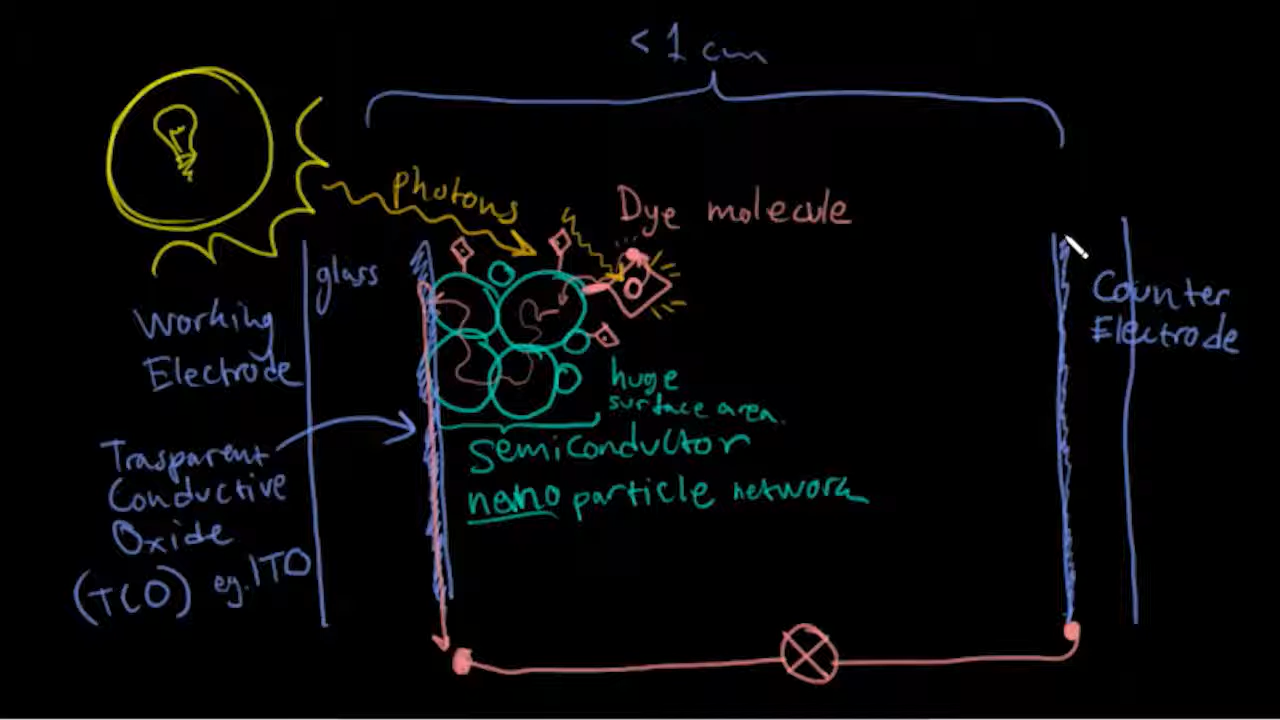 < 1 cm
photons
Dye molecule
glass
Working
Electrode
Counter
Electrode
huge
surface area.
Trasparent
Conductive
Oxide
(TCO) eg. ITO
Semiconductor
nano particle network